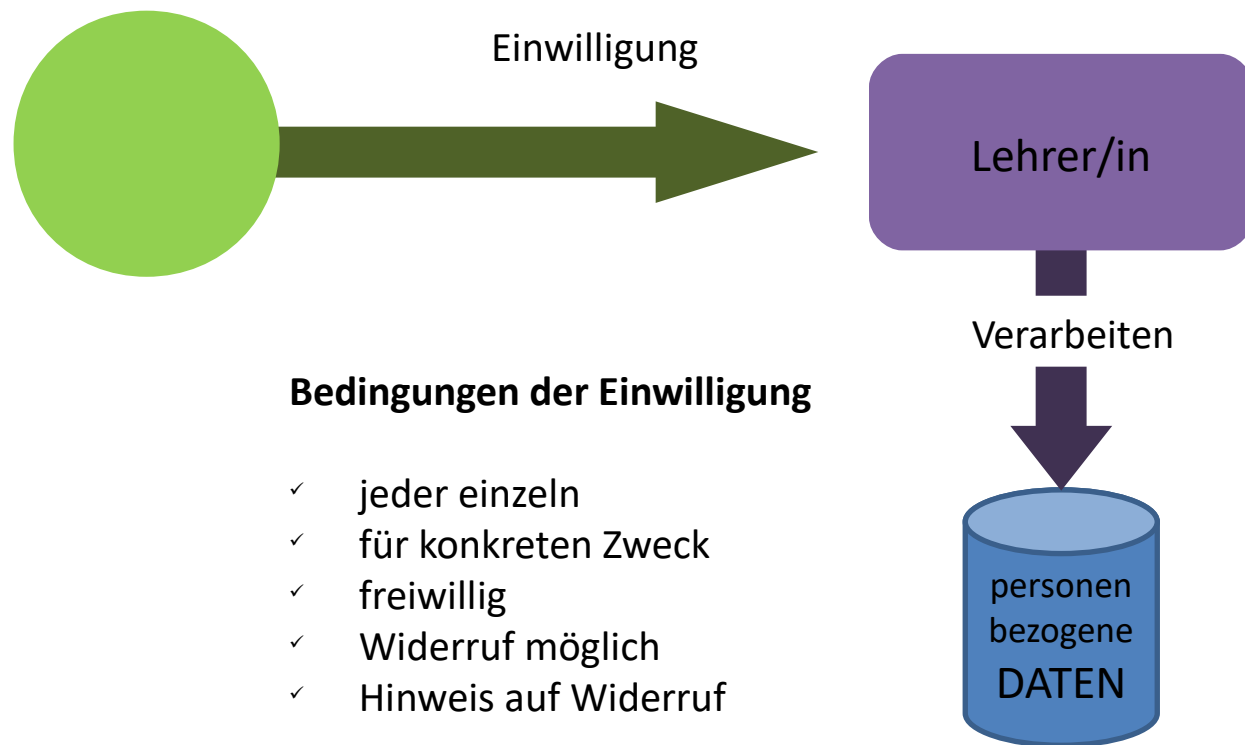 Einwilligung
Lehrer/in
Verarbeiten
Bedingungen der Einwilligung
✓ jeder einzeln
✓ für konkreten Zweck
✓ freiwillig
✓ Widerruf möglich
✓ Hinweis auf Widerruf
personen
bezogene
DATEN